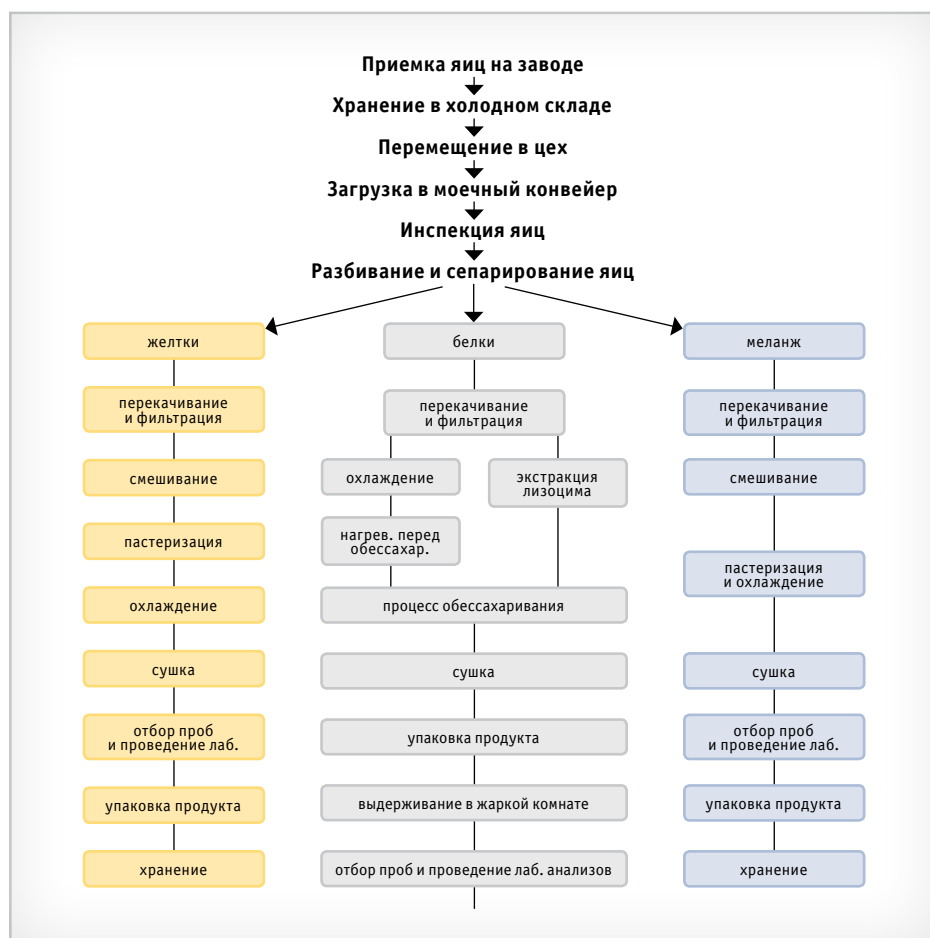 Приемка яиц на заводе
Хранение в холодном складе
Перемещение в цех
Загрузка в моечный конвейер
Инспекция яиц
Разбивание и сепарирование яиц
желтки
перекачивание
и фильтрация
смешивание
пастеризация
охлаждение
сушка
отбор проб
и проведение лаб.
упаковка продукта
хранение
белки
перекачивание
и фильтрация
охлаждение
нагрев. перед
обессахар.
экстракция
лизоцима
процесс обессахаривания
сушка
упаковка продукта
выдерживание в жаркой комнате
отбор проб и проведение лаб. анализов
меланж
перекачивание
и фильтрация
смешивание
пастеризация
и охлаждение
сушка
отбор проб
и проведение лаб.
упаковка продукта
хранение